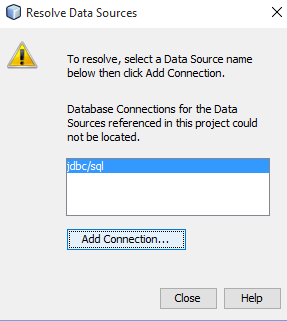 Resolve Data Sources
To resolve, select a Data Source name
below then click Add Connection.
Database Connections for the Data
Sources referenced in this project could
not be located.
jdbc/sql
Add Connection...
Close
Help